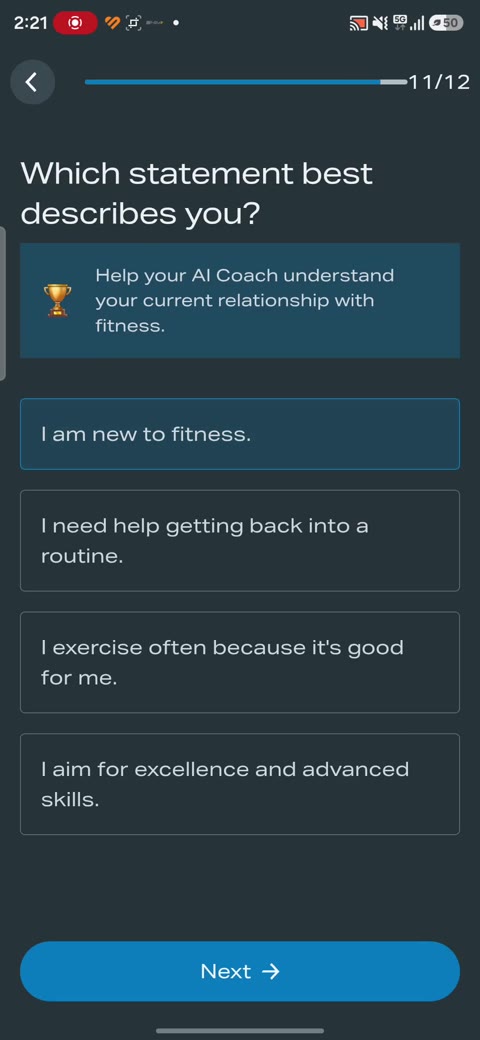 2:21
5G
50
11/12
Which statement best
describes you?
Help your AI Coach understand
your current relationship with
fitness.
I am new to fitness.
I need help getting back into a
routine.
I exercise often because it's good
for me.
I aim for excellence and advanced
skills.
Next →